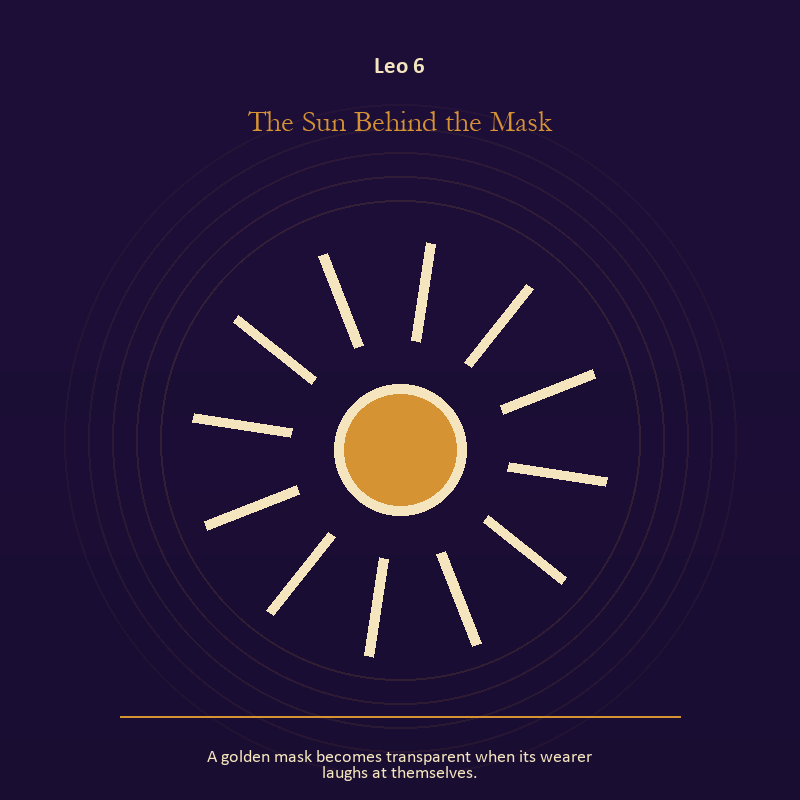 Leo 6
The Sun Behind the Mask
A golden mask becomes transparent when its wearer
laughs at themselves.